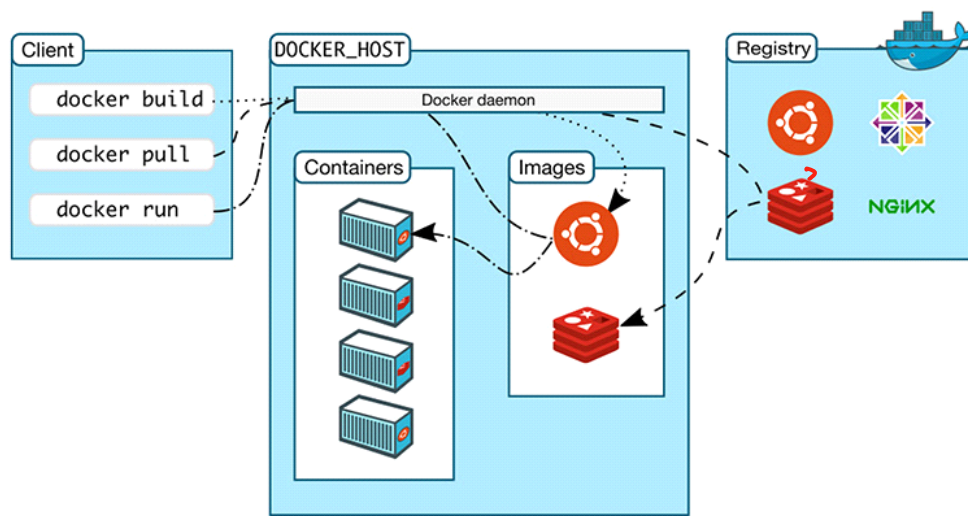 Client
docker build
docker pull
docker run
DOCKER_HOST
Docker daemon
Containers
Images
Registry
NGINX